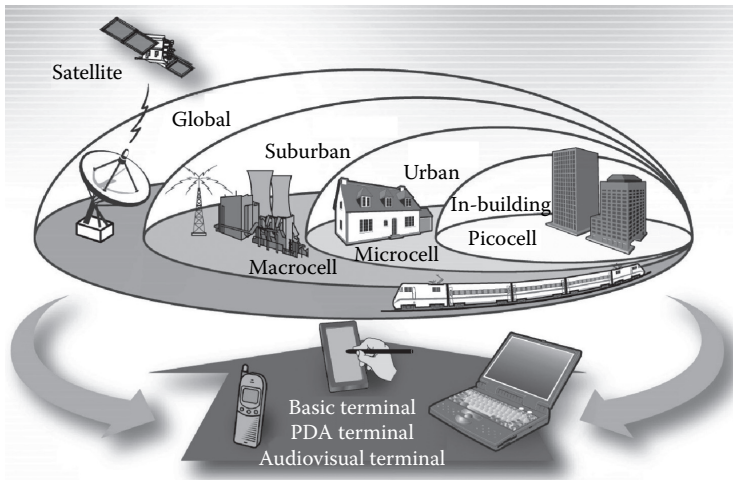 Satellite
Global
Suburban
Urban
In-building
Picocell
Microcell
Macrocell
Basic terminal
PDA terminal
Audiovisual terminal